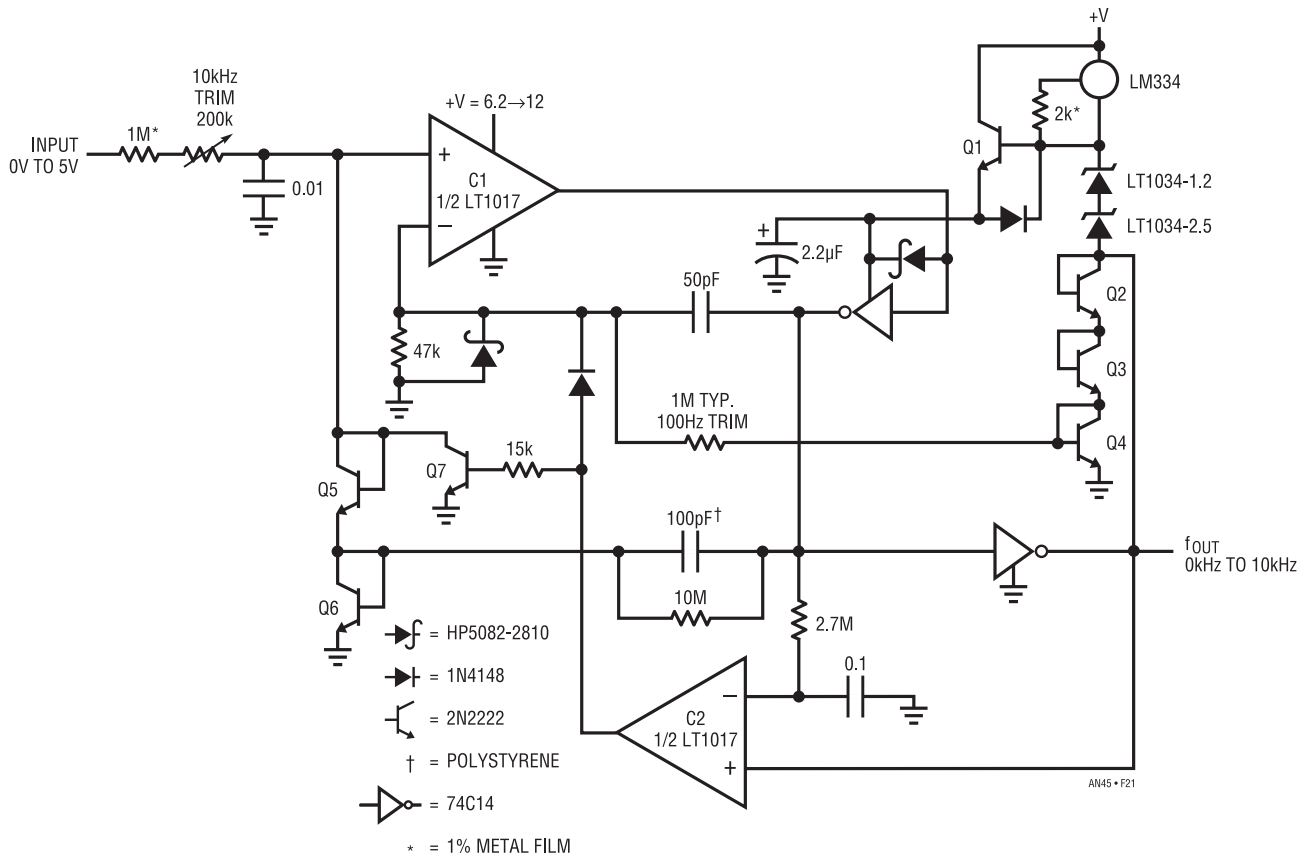 +V
LM334
2k*
Q1
LT1034-1.2
LT1034-2.5
10kHz
TRIM
200k
+V = 6.2→12
1M*
INPUT
0V TO 5V
0.01
+
C1
1/2 LT1017
−
+
2.2µF
50pF
47k
Q2
Q3
Q4
1M TYP.
100Hz TRIM
15k
Q7
Q5
100pF†
fOUT
0kHz TO 10kHz
10M
Q6
2.7M
= HP5082-2810
= 1N4148
= 2N2222
† = POLYSTYRENE
= 74C14
* = 1% METAL FILM
0.1
−
C2
1/2 LT1017
+
AN45 • F21